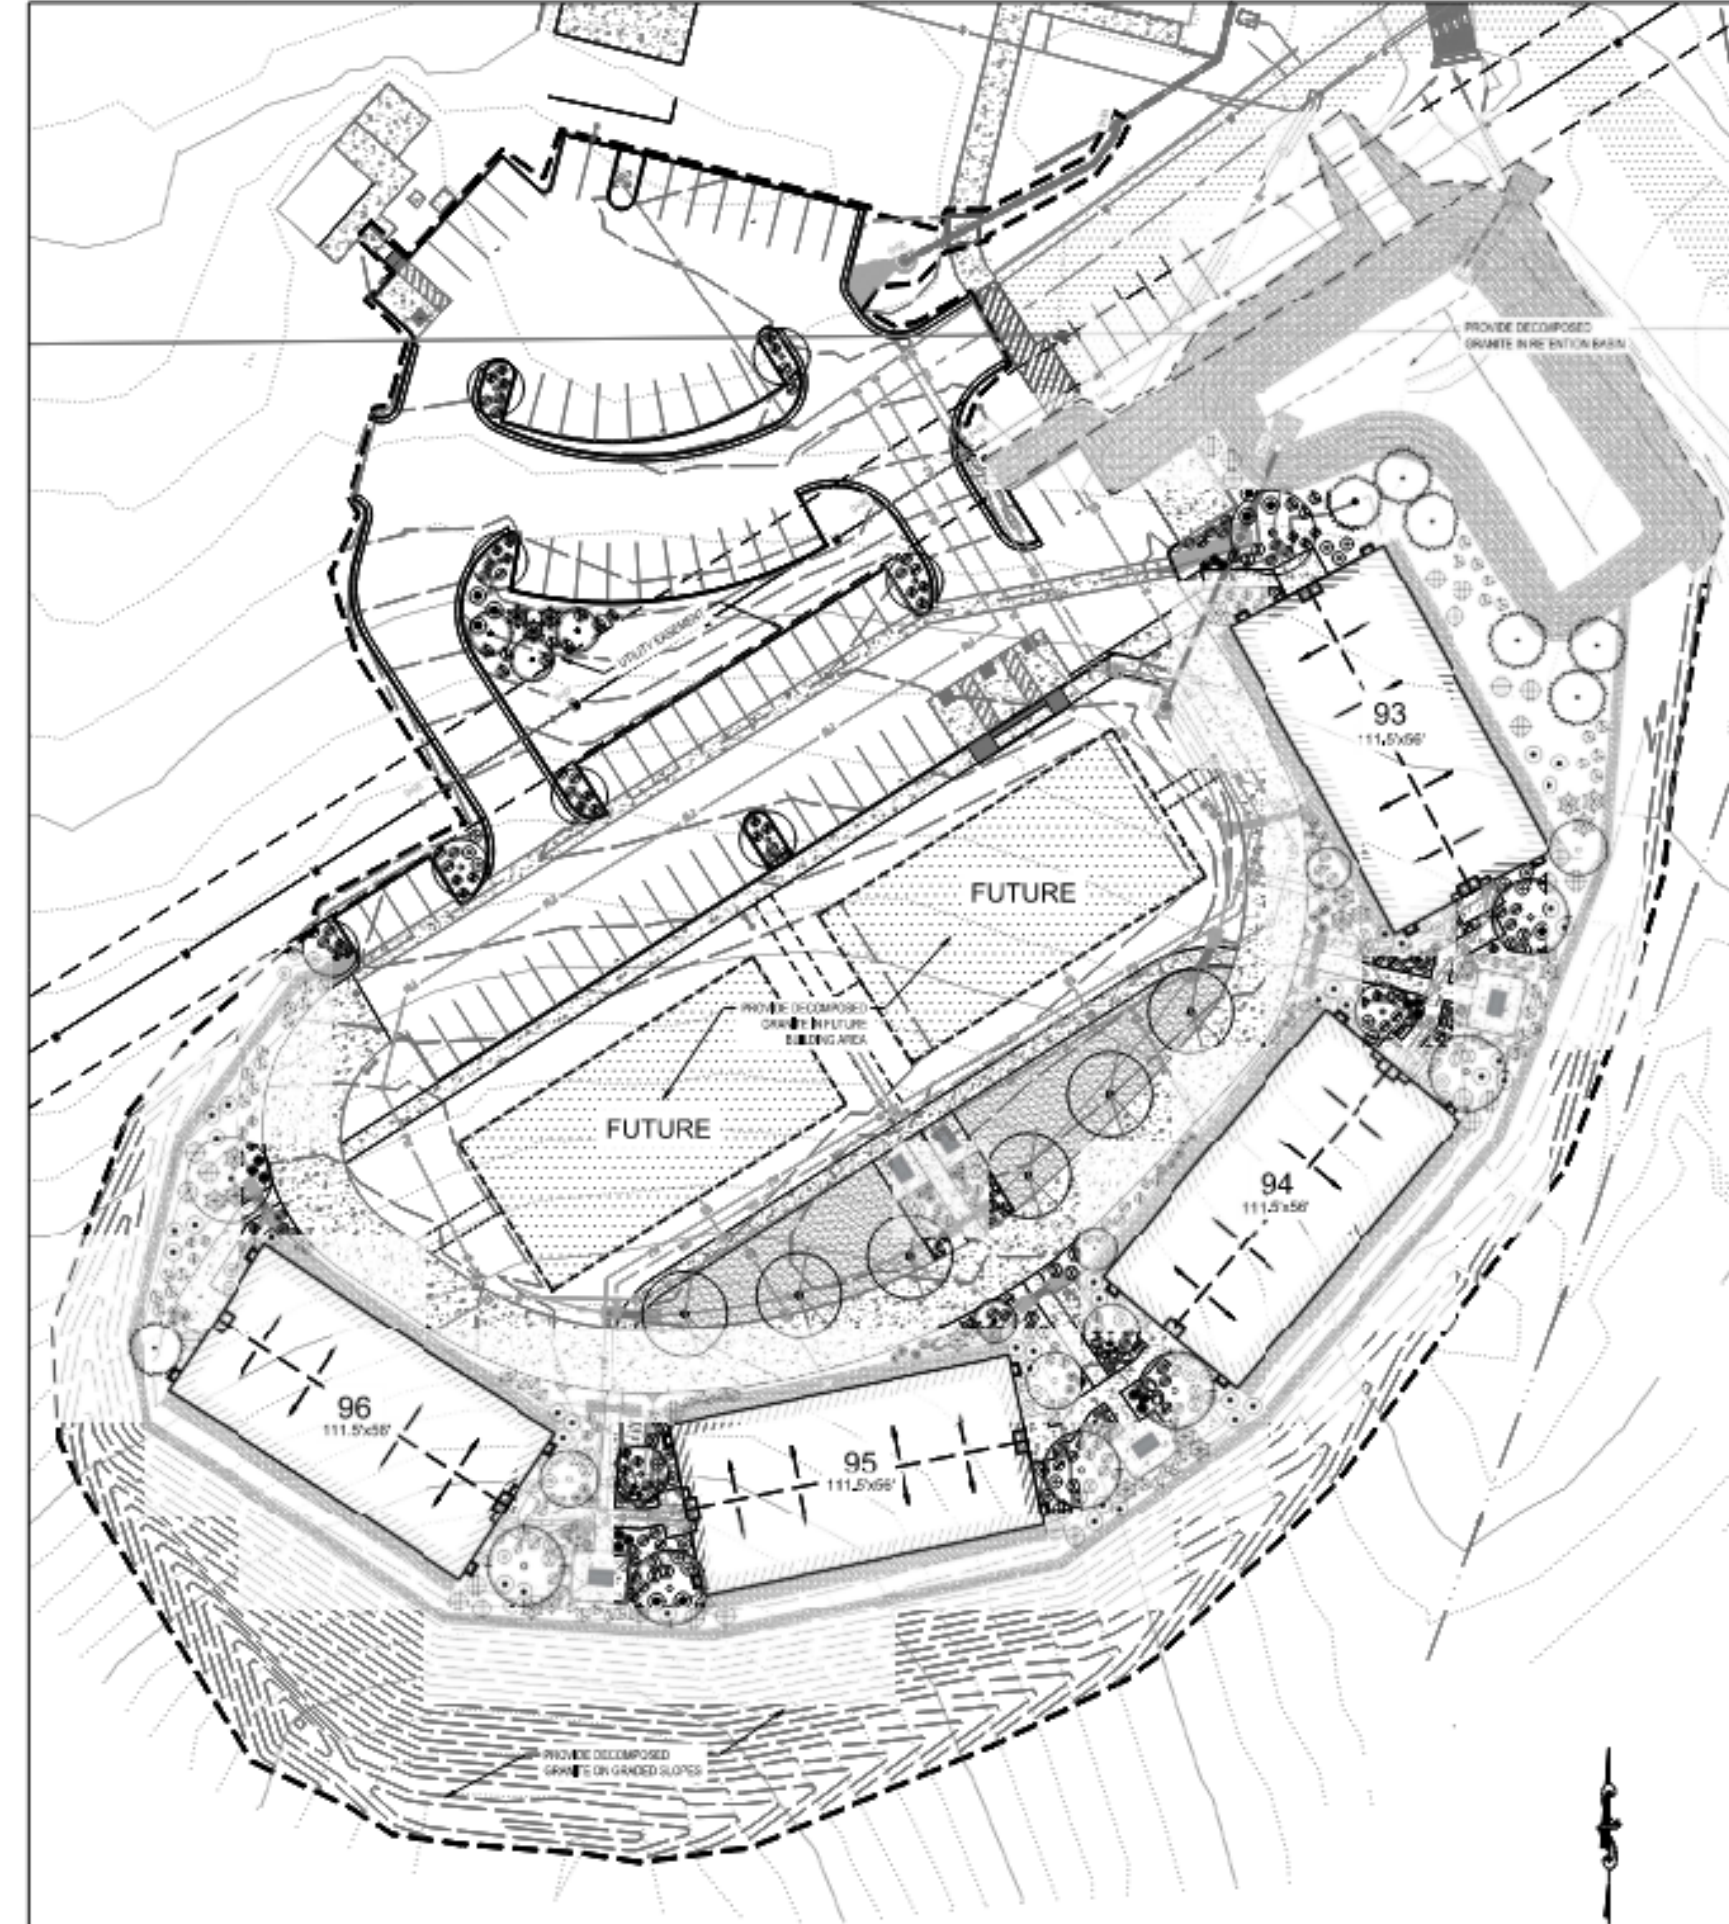 PROVIDE DECOMPOSED
GRANITE IN RETENTION BASIN
UTILITY EASEMENT
93
111.5'x56'
FUTURE
PROVIDE DECOMPOSED
GRANITE IN FUTURE
BUILDING AREA
FUTURE
94
111.5'x56'
96
111.5'x56'
95
111.5'x56'
PROVIDE DECOMPOSED
GRANITE ON GRADED SLOPES